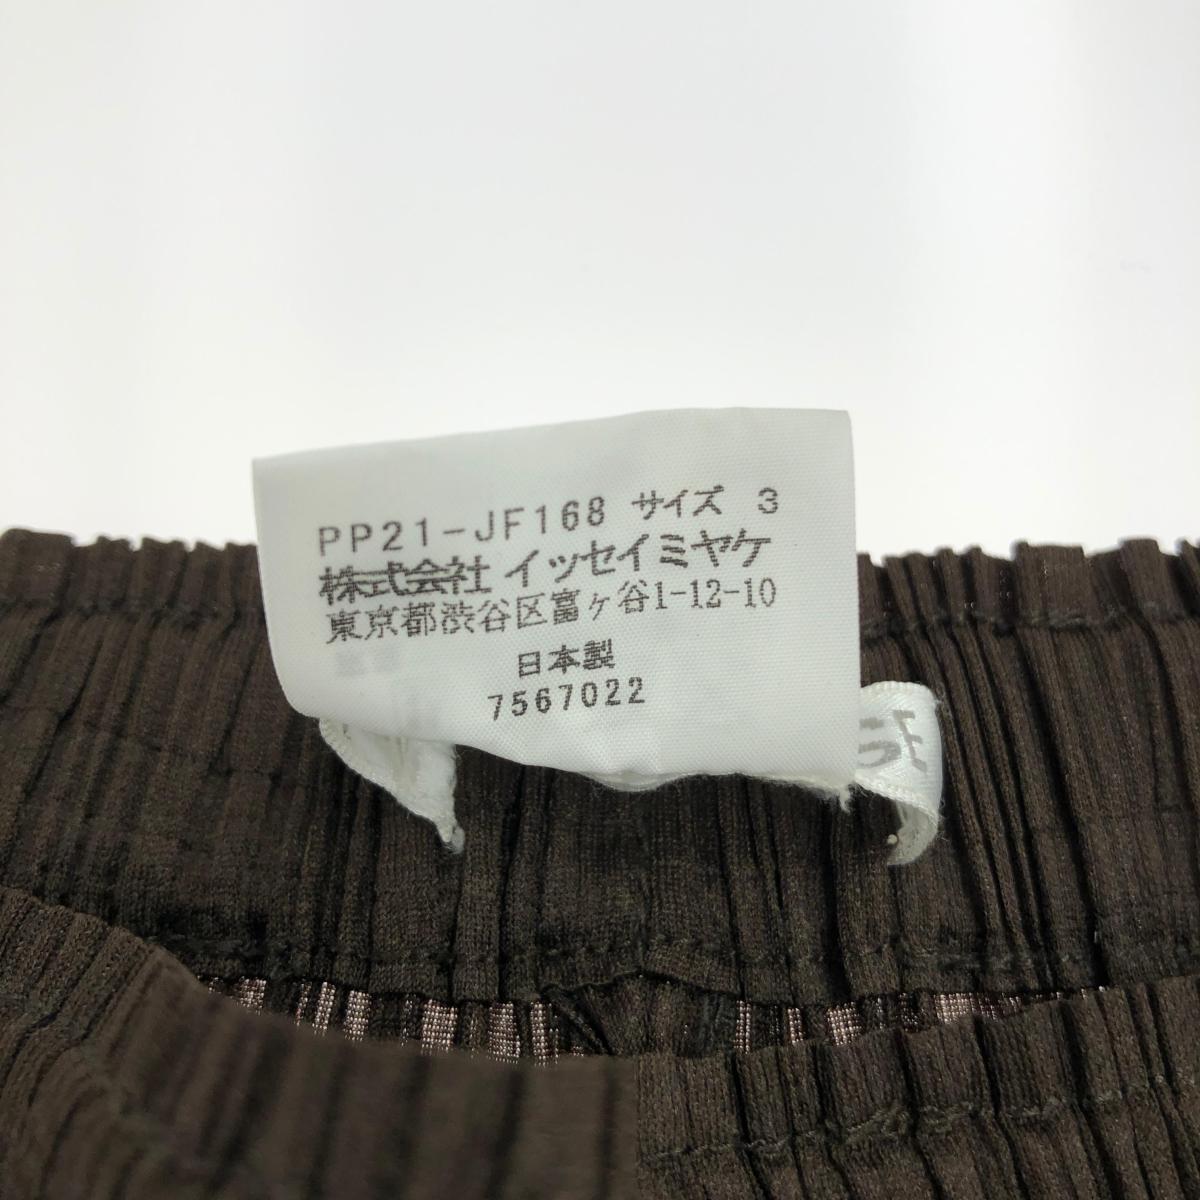 PP21-JF168 サイズ 3
株式会社 イッセイミヤケ
東京都渋谷区富ヶ谷1-12-10
日本製
7567022